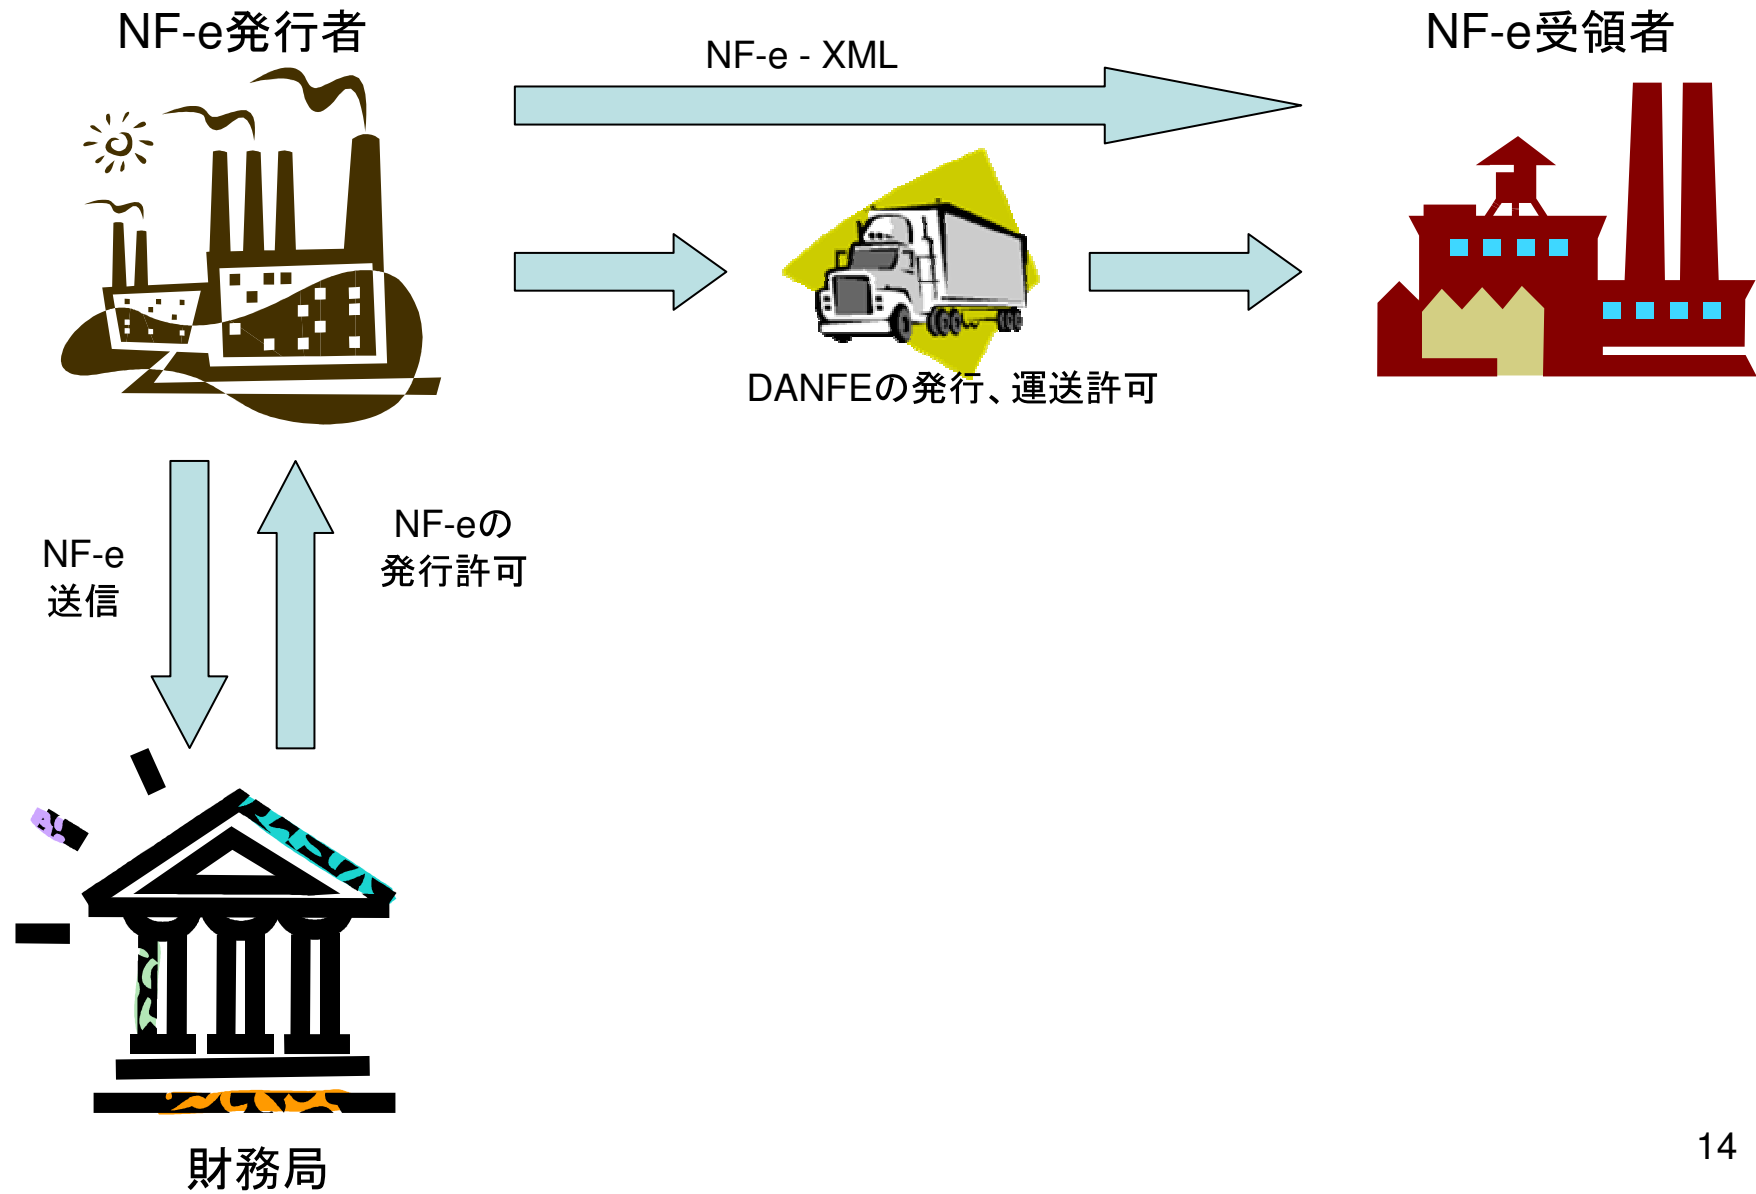 NF-e発行者
NF-e - XML
NF-e受領者
DANFEの発行、運送許可
NF-e
送信
NF-eの
発行許可
財務局
14